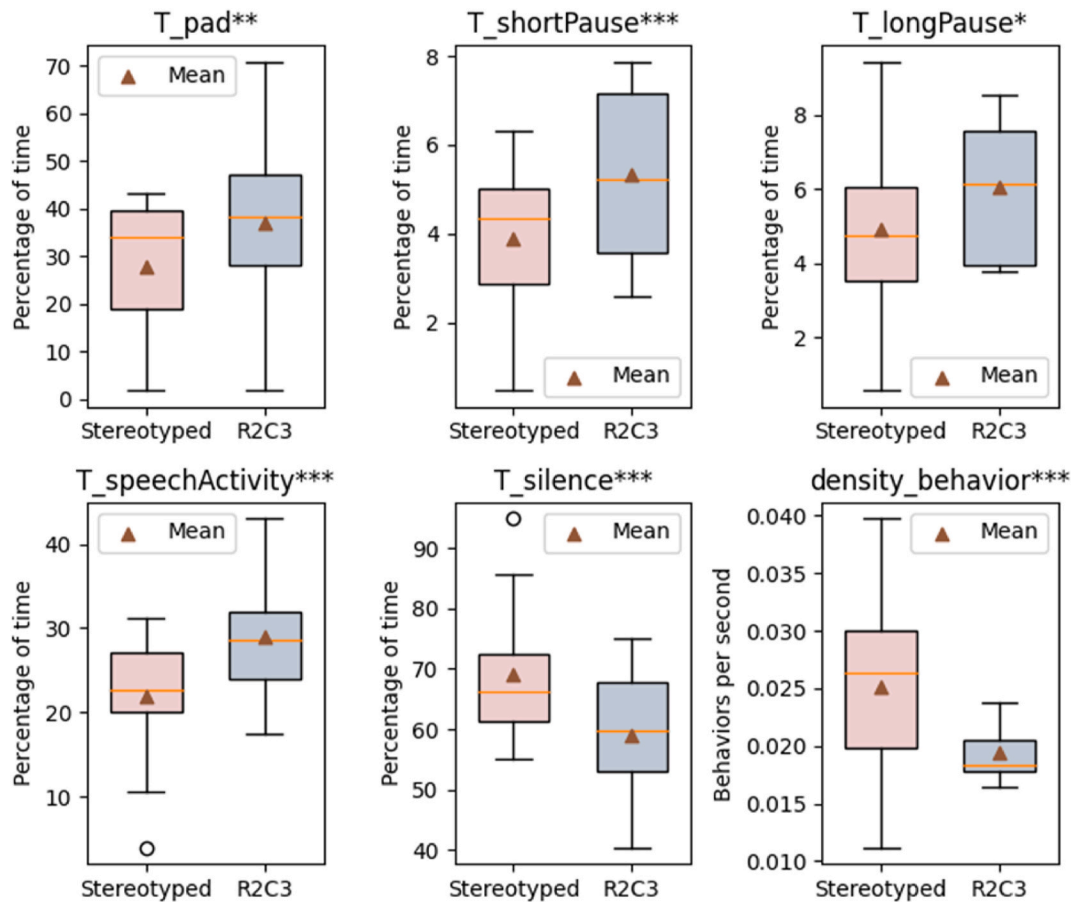 T_pad**
T_shortPause***
T_longPause*
70
60
50
40
30
20
10
0
Percentage of time
Mean
Stereotyped
R2C3
8
6
4
2
Percentage of time
Mean
Stereotyped
R2C3
8
6
4
2
Percentage of time
Mean
Stereotyped
R2C3
T_speechActivity***
T_silence***
density_behavior***
40
30
20
10
Percentage of time
Mean
Stereotyped
R2C3
90
80
70
60
50
40
Percentage of time
Mean
Stereotyped
R2C3
0.040
0.035
0.030
0.025
0.020
0.015
0.010
Behaviors per second
Mean
Stereotyped
R2C3